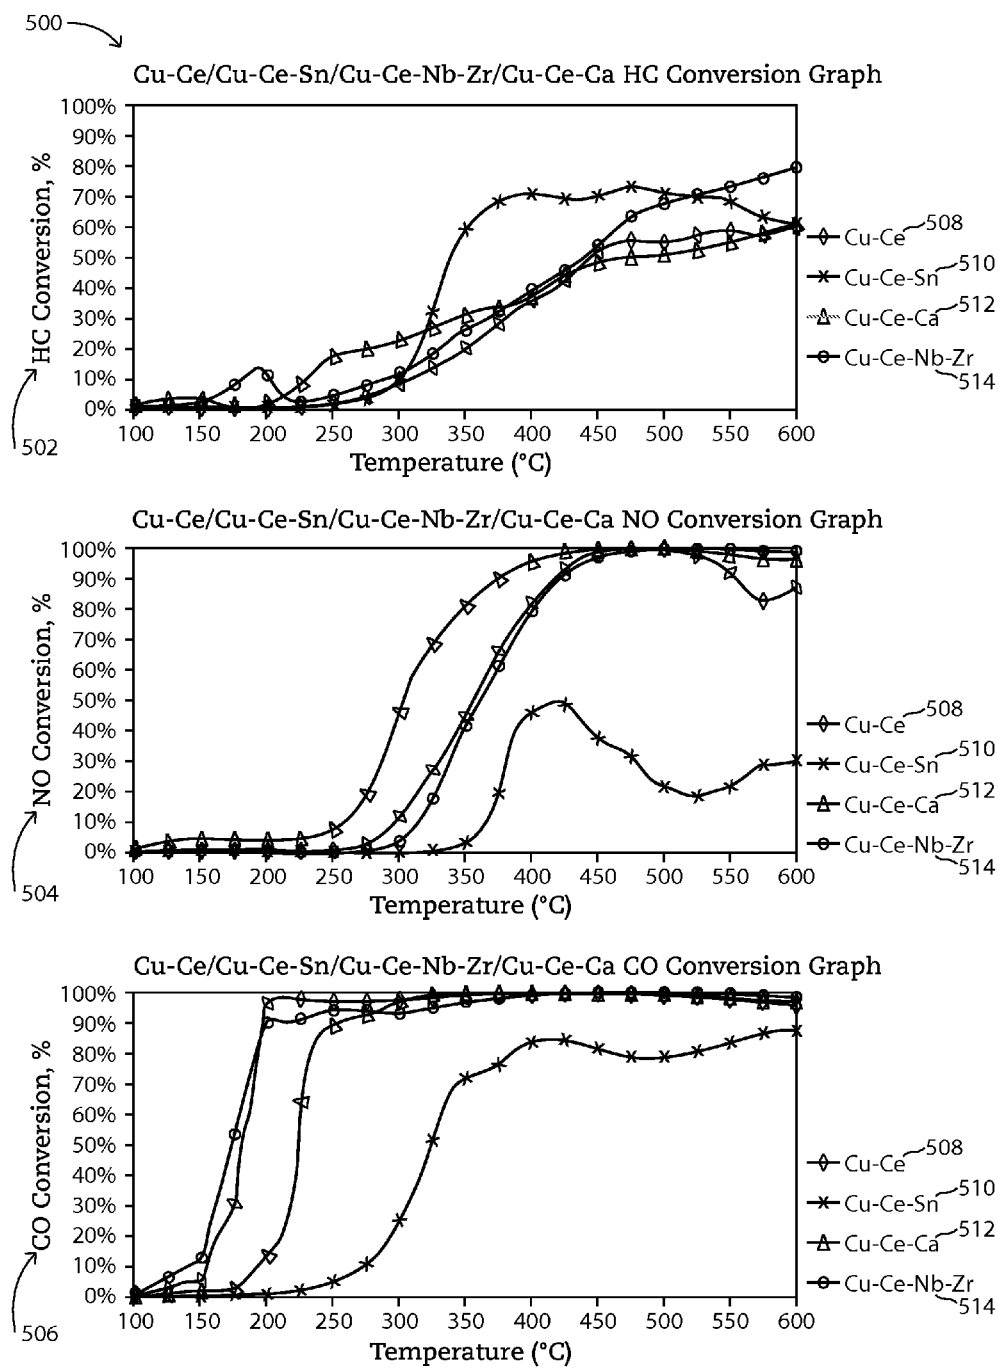 500
Cu-Ce/Cu-Ce-Sn/Cu-Ce-Nb-Zr/Cu-Ce-Ca HC Conversion Graph
HC Conversion, %
100%
90%
80%
70%
60%
50%
40%
30%
20%
10%
0%
100 150 200 250 300 350 400 450 500 550 600
Temperature (°C)
Cu-Ce 508
Cu-Ce-Sn 510
Cu-Ce-Ca 512
Cu-Ce-Nb-Zr
514
502
Cu-Ce/Cu-Ce-Sn/Cu-Ce-Nb-Zr/Cu-Ce-Ca NO Conversion Graph
NO Conversion, %
100%
90%
80%
70%
60%
50%
40%
30%
20%
10%
0%
100 150 200 250 300 350 400 450 500 550 600
Temperature (°C)
Cu-Ce 508
Cu-Ce-Sn 510
Cu-Ce-Ca 512
Cu-Ce-Nb-Zr
514
504
Cu-Ce/Cu-Ce-Sn/Cu-Ce-Nb-Zr/Cu-Ce-Ca CO Conversion Graph
CO Conversion, %
100%
90%
80%
70%
60%
50%
40%
30%
20%
10%
0%
100 150 200 250 300 350 400 450 500 550 600
Temperature (°C)
Cu-Ce 508
Cu-Ce-Sn 510
Cu-Ce-Ca 512
Cu-Ce-Nb-Zr
514
506